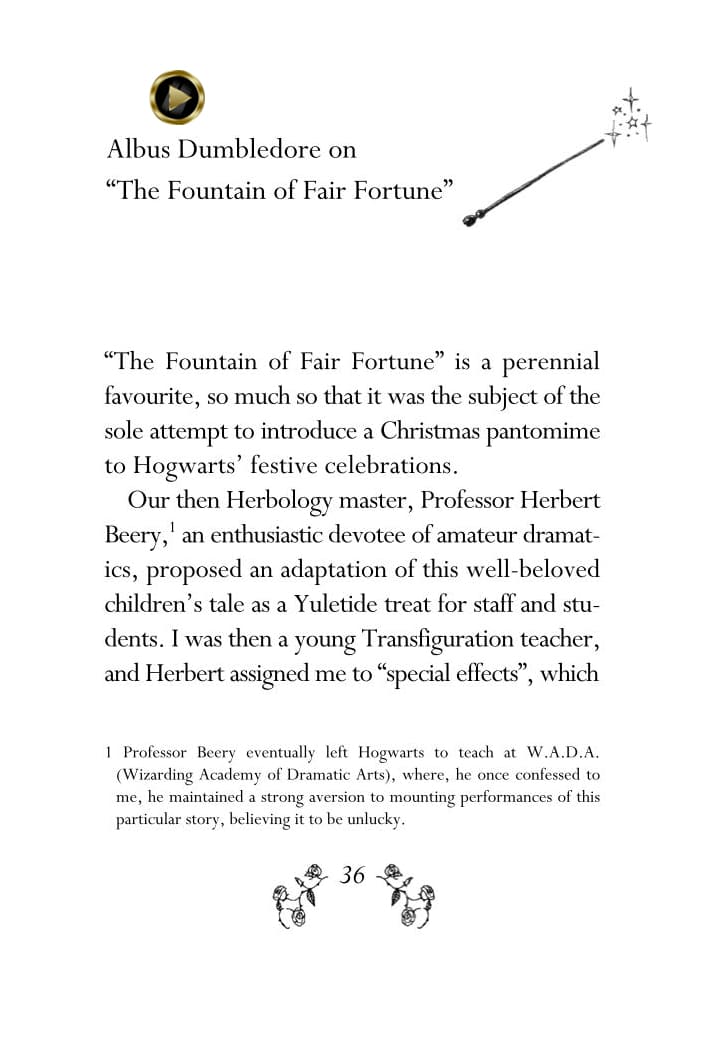 Albus Dumbledore on
“The Fountain of Fair Fortune”
“The Fountain of Fair Fortune” is a perennial
favourite, so much so that it was the subject of the
sole attempt to introduce a Christmas pantomime
to Hogwarts’ festive celebrations.
Our then Herbology master, Professor Herbert
Beery,¹ an enthusiastic devotee of amateur dramat-
ics, proposed an adaptation of this well-beloved
children’s tale as a Yuletide treat for staff and stu-
dents. I was then a young Transfiguration teacher,
and Herbert assigned me to “special effects”, which
1 Professor Beery eventually left Hogwarts to teach at W.A.D.A.
(Wizarding Academy of Dramatic Arts), where, he once confessed to
me, he maintained a strong aversion to mounting performances of this
particular story, believing it to be unlucky.
36